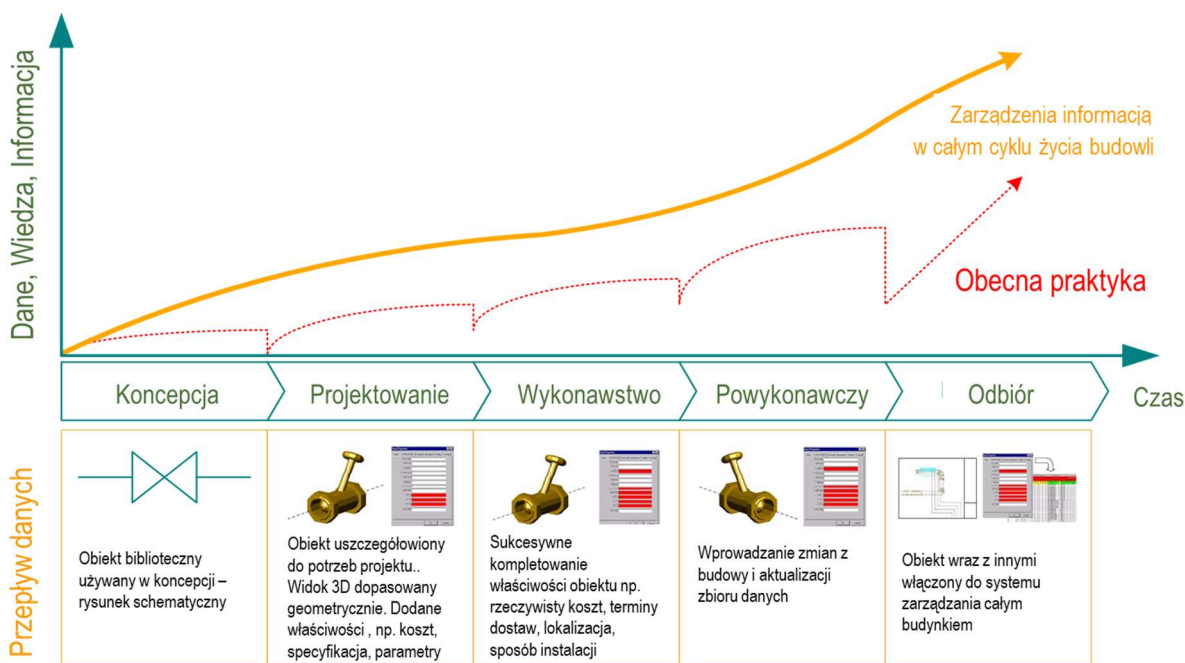 Dane, Wiedza, Informacja
Zarządzenia informacją
w całym cyklu życia budowli
Obecna praktyka
Koncepcja
Projektowanie
Wykonawstwo
Powykonawczy
Odbiór
Czas
Przepływ danych
Obiekt biblioteczny
używany w koncepcji –
rysunek schematyczny
Obiekt uszczegółowiony
do potrzeb projektu..
Widok 3D dopasowany
geometrycznie. Dodane
właściwości , np. koszt,
specyfikacja, parametry
Sukcesywne
kompletowanie
właściwości obiektu np.
rzeczywisty koszt, terminy
dostaw, lokalizacja,
sposób instalacji
Wprowadzanie zmian z
budowy i aktualizacji
zbioru danych
Obiekt wraz z innymi
włączony do systemu
zarządzania całym
budynkiem